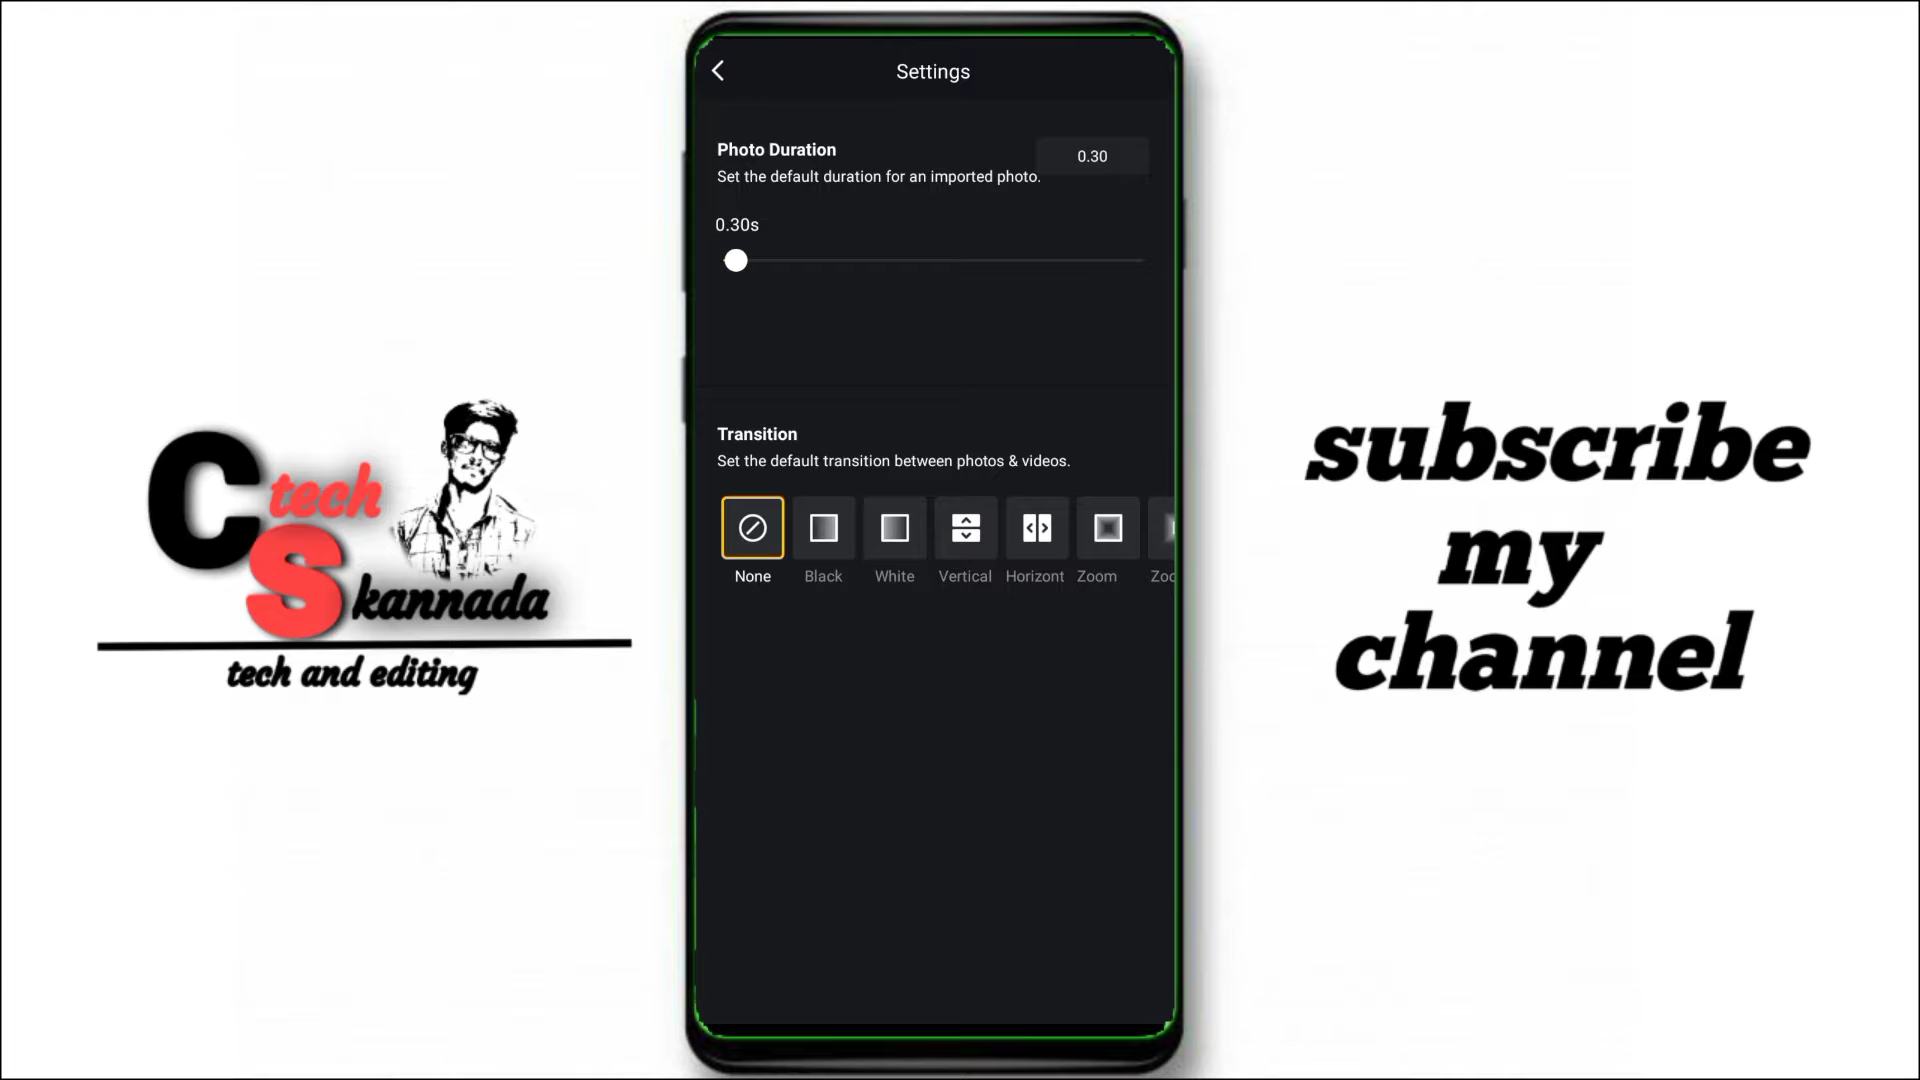 C tech
S kannada
tech and editing
Settings
Photo Duration
0.30
Set the default duration for an imported photo.
0.30s
Transition
Set the default transition between photos & videos.
None Black White Vertical Horizont Zoom Zoo
subscribe
my
channel